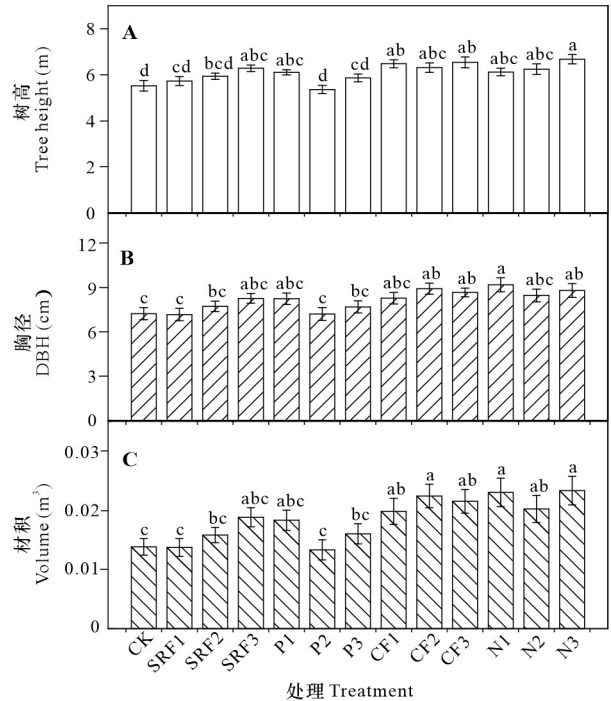 A
树高
Tree height (m)
8
6
4
2
0
d cd bcd abc abc d cd ab abc ab abc abc a
B
胸径
DBH (cm)
12
9
6
3
0
c c bc abc abc c bc abc ab ab a abc ab
C
材积
Volume (m³)
0.03
0.02
0.01
0
c c bc abc abc c bc ab a ab a ab a
CK SRF1 SRF2 SRF3 P1 P2 P3 CF1 CF2 CF3 N1 N2 N3
处理 Treatment